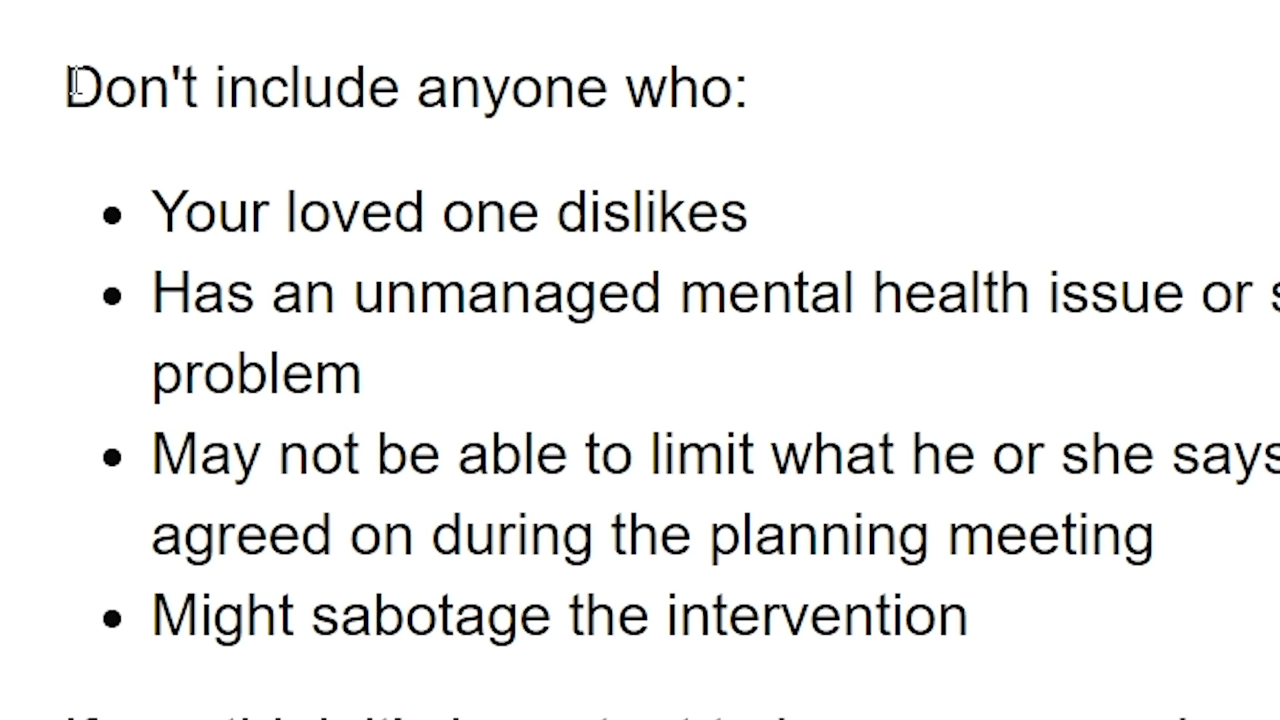 Don't include anyone who:
• Your loved one dislikes
• Has an unmanaged mental health issue or
problem
• May not be able to limit what he or she says
agreed on during the planning meeting
• Might sabotage the intervention